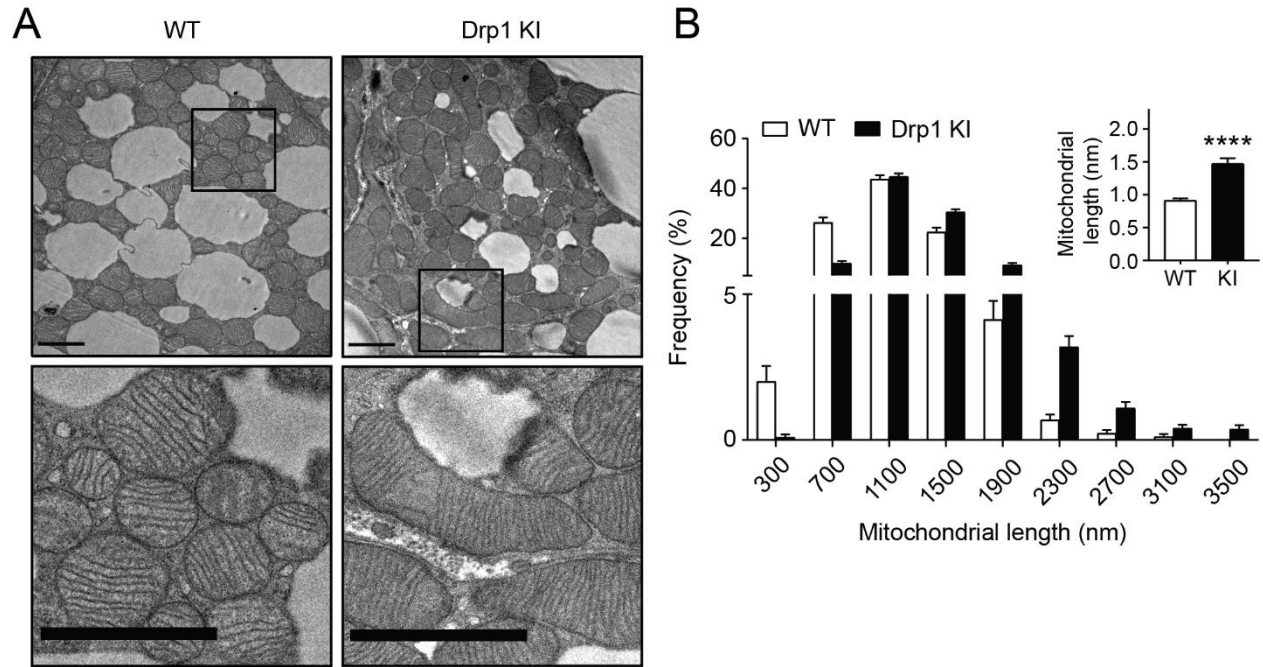 A
WT
Drp1 KI
B
WT
Drp1 KI
Frequency (%)
60
40
20
5
0
300
700
1100
1500
1900
2300
2700
3100
3500
Mitochondrial length (nm)
Mitochondrial
length (nm)
2.0
1.5
1.0
0.5
0.0
****
WT
KI